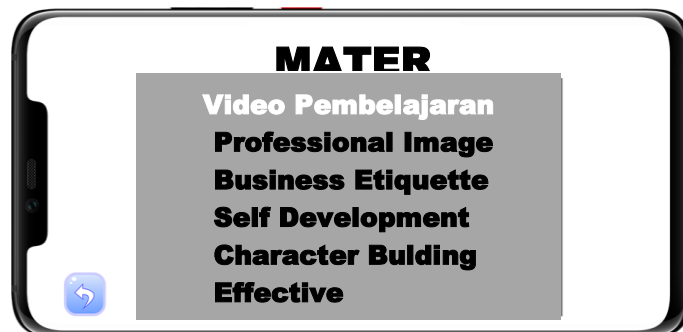 MATER
Video Pembelajaran
Professional Image
Business Etiquette
Self Development
Character Bulding
Effective